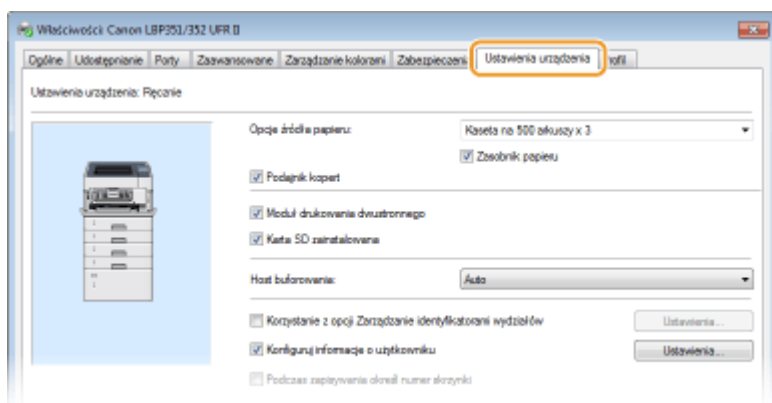 Właściwości: Canon LBP351/352 UFR II
Ogólne Udostępnianie Porty Zaawansowane Zarządzanie kolorami Zabezpieczeni Ustawienia urządzenia rofil
Ustawienia urządzenia: Ręcznie
Opcje źródła papieru: Kaseta na 500 arkuszy x 3
Zasobnik papieru
Podajnik kopert
Moduł drukowania dwustronnego
Karta SD zainstalowana
Host buforowania: Auto
Korzystanie z opcji Zarządzanie identyfikatorami wydziałów Ustawienia...
Konfiguruj informacje o użytkowniku Ustawienia...
Podczas zapisywania określ numer skrzynki